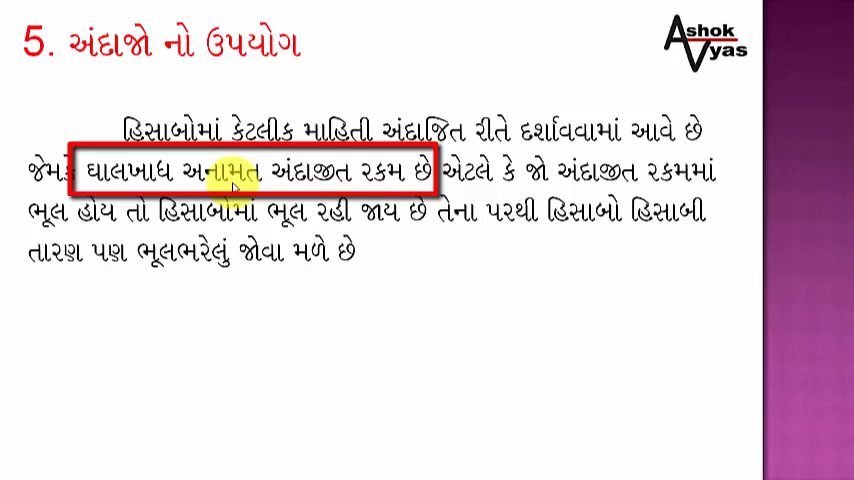 5. અંદાજો નો ઉપયોગ
Ashok
Vyas
હિસાબોમાં કેટલીક માહિતી અંદાજિત રીતે દર્શાવવામાં આવે છે
જેમકે ઘાલખાધ અનામત અંદાજીત રકમ છે એટલે કે જો અંદાજીત રકમમાં
ભૂલ હોય તો હિસાબોમાં ભૂલ રહી જાય છે તેના પરથી હિસાબો હિસાબી
તારણ પણ ભૂલભરેલું જોવા મળે છે